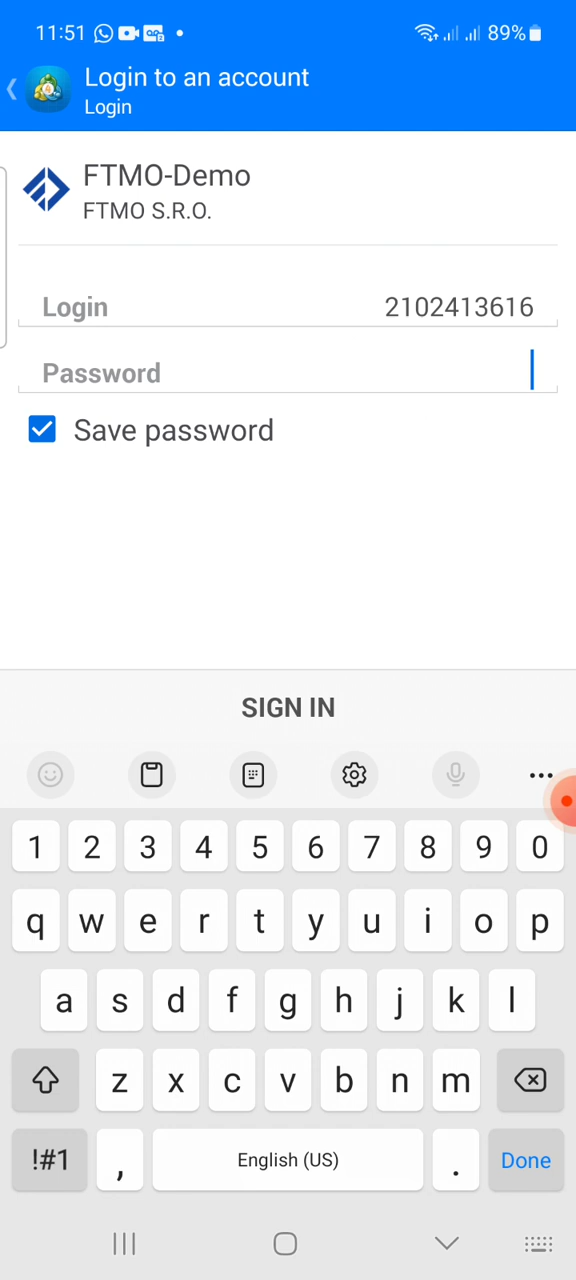 11:51 89%
Login to an account
Login
FTMO-Demo
FTMO S.R.O.
Login 2102413616
Password
Save password
SIGN IN
1 2 3 4 5 6 7 8 9 0
q w e r t y u i o p
a s d f g h j k l
z x c v b n m
!#1 , English (US) . Done